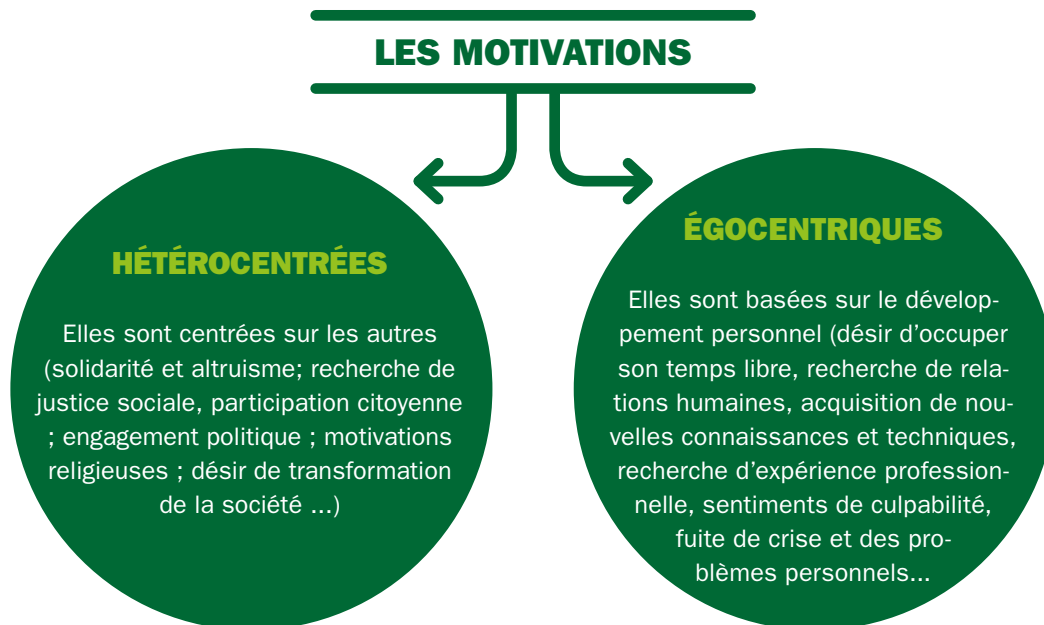 LES MOTIVATIONS
HÉTÉROCENTRÉES
Elles sont centrées sur les autres
(solidarité et altruisme; recherche de
justice sociale, participation citoyenne
; engagement politique ; motivations
religieuses ; désir de transformation
de la société ...)
ÉGOCENTRIQUES
Elles sont basées sur le dévelop-
pement personnel (désir d'occuper
son temps libre, recherche de rela-
tions humaines, acquisition de nou-
velles connaissances et techniques,
recherche d'expérience profession-
nelle, sentiments de culpabilité,
fuite de crise et des pro-
blèmes personnels...